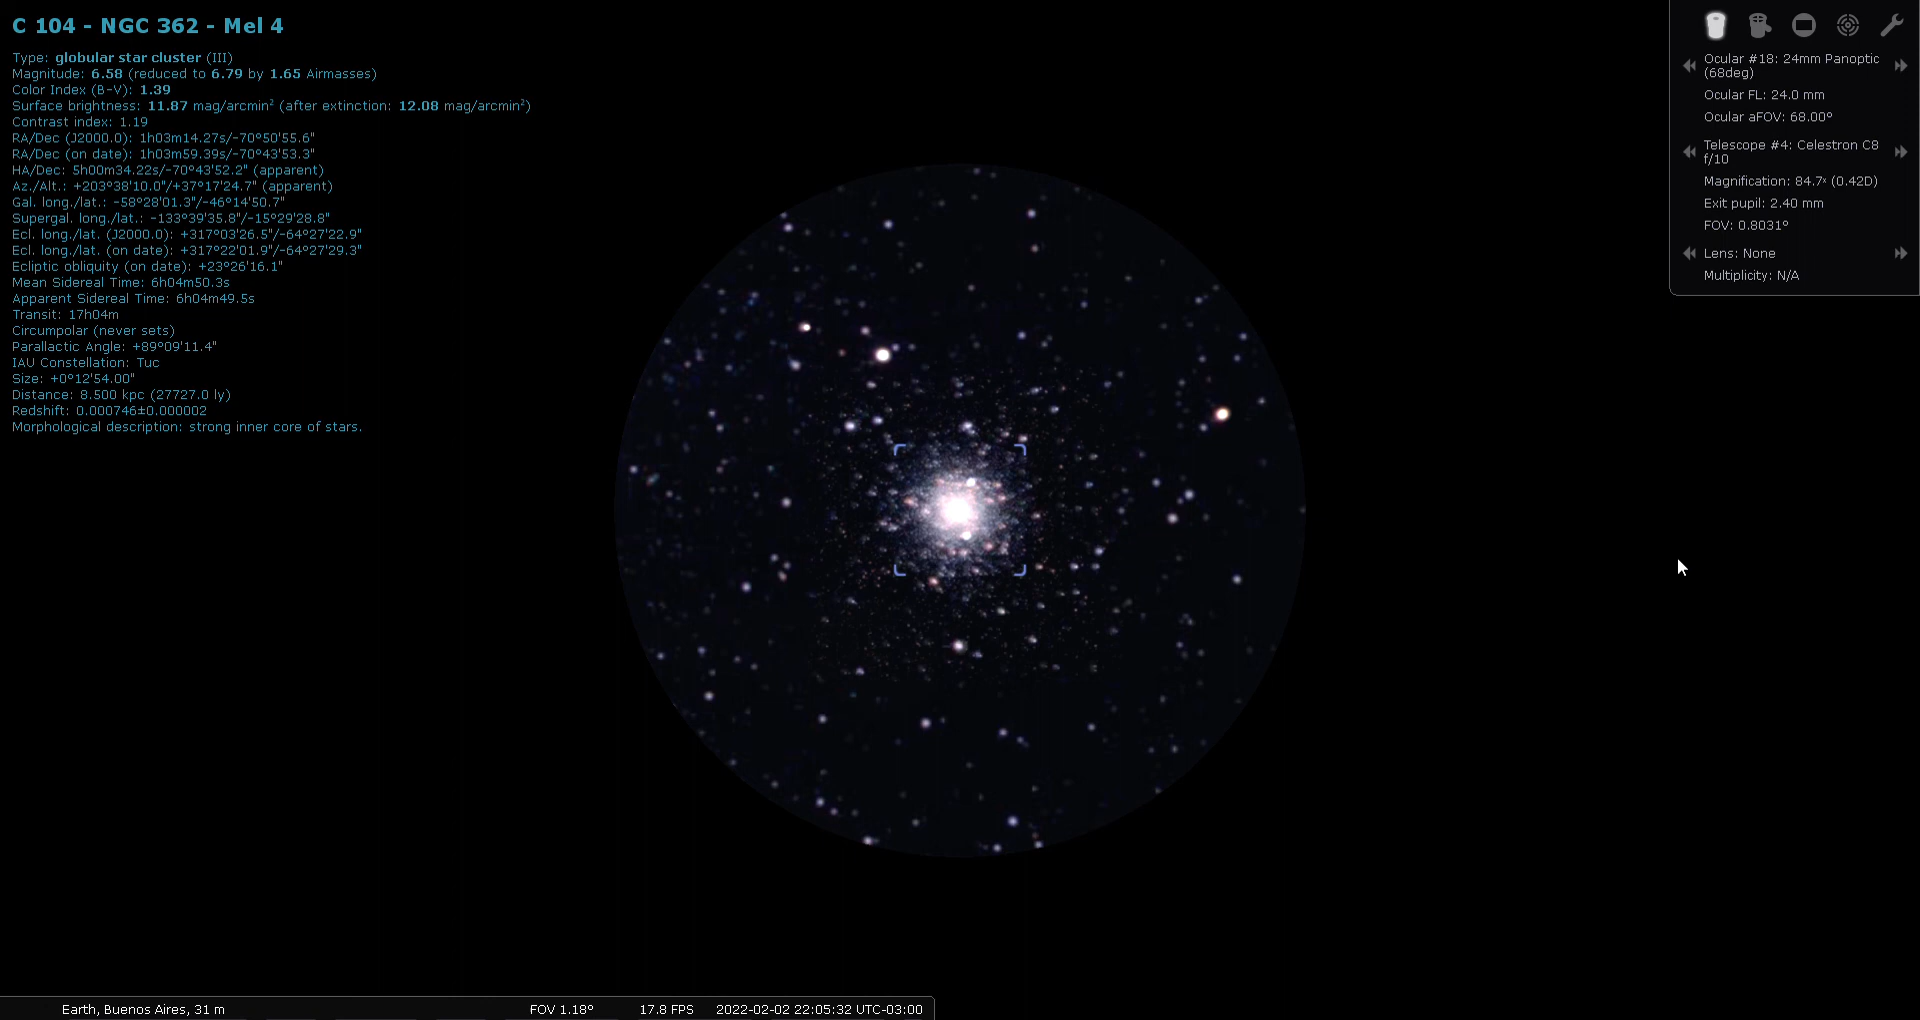 C 104 - NGC 362 - Mel 4
Type: globular star cluster (III)
Magnitude: 6.58 (reduced to 6.79 by 1.65 Airmasses)
Color Index (B-V): 1.39
Surface brightness: 11.87 mag/arcmin² (after extinction: 12.08 mag/arcmin²)
Contrast index: 1.19
RA/Dec (J2000.0): 1h03m14.27s/-70°50'55.6"
RA/Dec (on date): 1h03m59.39s/-70°43'53.3"
HA/Dec: 5h00m34.22s/-70°43'52.2" (apparent)
Az./Alt.: +203°38'10.0"/+37°17'24.7" (apparent)
Gal. long./lat.: -58°28'01.3"/-46°14'50.7"
Supergal. long./lat.: -133°39'35.8"/-15°29'28.8"
Ecl. long./lat. (J2000.0): +317°03'26.5"/-64°27'22.9"
Ecl. long./lat. (on date): +317°22'01.9"/-64°27'29.3"
Ecliptic obliquity (on date): +23°26'16.1"
Mean Sidereal Time: 6h04m50.3s
Apparent Sidereal Time: 6h04m49.5s
Transit: 17h04m
Circumpolar (never sets)
Parallactic Angle: +89°09'11.4"
IAU Constellation: Tuc
Size: +0°12'54.00"
Distance: 8.500 kpc (27727.0 ly)
Redshift: 0.000746±0.000002
Morphological description: strong inner core of stars.
Ocular #18: 24mm Panoptic
(68deg)
Ocular FL: 24.0 mm
Ocular aFOV: 68.00°
Telescope #4: Celestron C8
f/10
Magnification: 84.7ˣ (0.42D)
Exit pupil: 2.40 mm
FOV: 0.8031°
Lens: None
Multiplicity: N/A
Earth, Buenos Aires, 31 m FOV 1.18° 17.8 FPS 2022-02-02 22:05:32 UTC-03:00